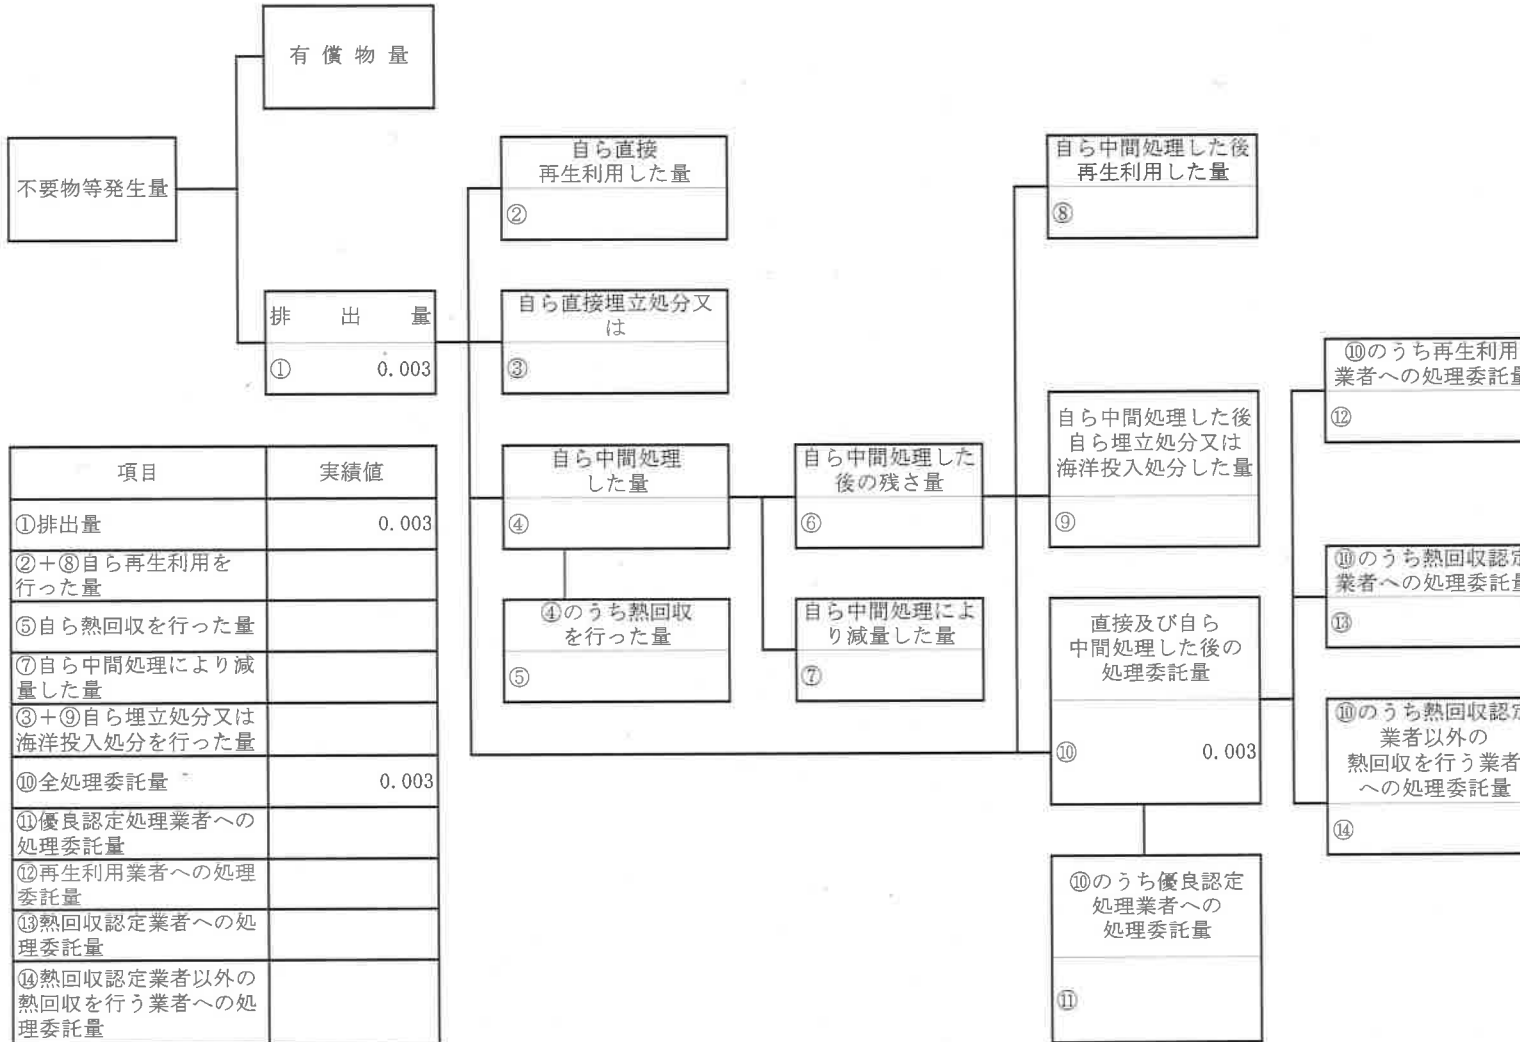 有償物量
不要物等発生量
排出量
① 0.003
自ら直接
再生利用した量
②
自ら直接埋立処分又
は
③
自ら中間処理
した量
④
④のうち熱回収
を行った量
⑤
自ら中間処理した
後の残さ量
⑥
自ら中間処理によ
り減量した量
⑦
自ら中間処理した後
再生利用した量
⑧
自ら中間処理した後
自ら埋立処分又は
海洋投入処分した量
⑨
直接及び自ら
中間処理した後の
処理委託量
⑩ 0.003
⑩のうち優良認定
処理業者への
処理委託量
⑪
⑩のうち再生利用
業者への処理委託量
⑫
⑩のうち熱回収認定
業者への処理委託量
⑬
⑩のうち熱回収認定
業者以外の
熱回収を行う業者
への処理委託量
⑭
項目 実績値
①排出量 0.003
②+⑧自ら再生利用を
行った量
⑤自ら熱回収を行った量
⑦自ら中間処理により減
量した量
③+⑨自ら埋立処分又は
海洋投入処分を行った量
⑩全処理委託量 0.003
⑪優良認定処理業者への
処理委託量
⑫再生利用業者への処理
委託量
⑬熱回収認定業者への処
理委託量
⑭熱回収認定業者以外の
熱回収を行う業者への処
理委託量